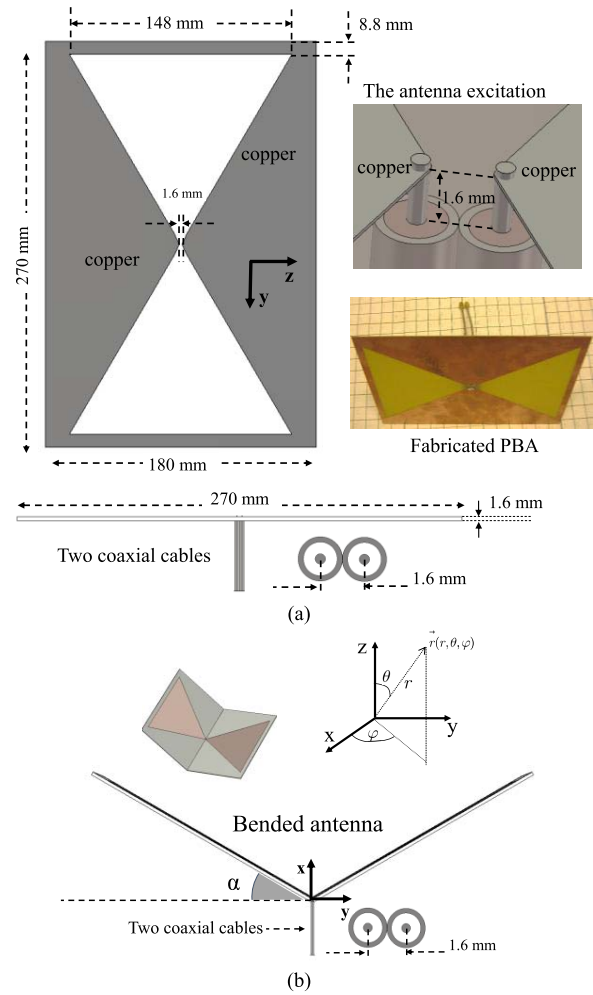 148 mm
8.8 mm
The antenna excitation
copper
copper
copper
1.6 mm
1.6 mm
copper
z
y
270 mm
180 mm
Fabricated PBA
270 mm
1.6 mm
Two coaxial cables
1.6 mm
(a)
z
r⃗(r, θ, φ)
θ
r
x
φ
y
Bended antenna
x
α
y
Two coaxial cables
1.6 mm
(b)